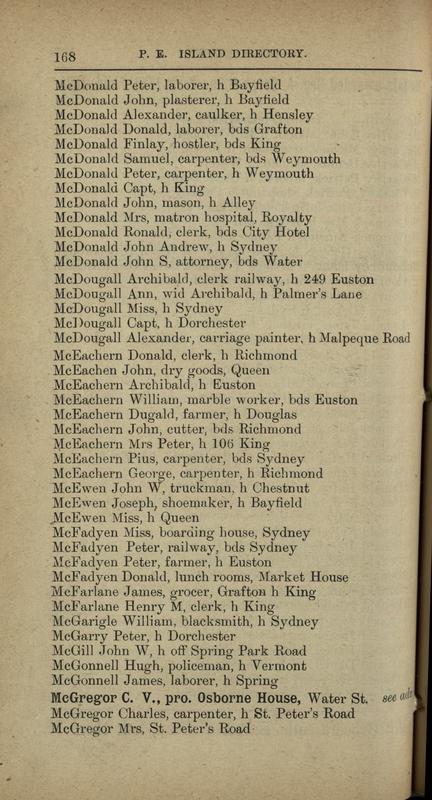 168
P. E. ISLAND DIRECTORY.
McDonald Peter, laborer, h Bayfield
McDonald John, plasterer, h Bayfield
McDonald Alexander, caulker, h Hensley
McDonald Donald, laborer, bds Grafton
McDonald Finlay, hostler, bds King
McDonald Samuel, carpenter, bds Weymouth
McDonald Peter, carpenter, h Weymouth
McDonald Capt, h King
McDonald John, mason, h Alley
McDonald Mrs, matron hospital, Royalty
McDonald Ronald, clerk, bds City Hotel
McDonald John Andrew, h Sydney
McDonald John S, attorney, bds Water
McDougall Archibald, clerk railway, h 249 Euston
McDougall Ann, wid Archibald, h Palmer's Lane
McDougall Miss, h Sydney
McDougall Capt, h Dorchester
McDougall Alexander, carriage painter, h Malpeque Road
McEachern Donald, clerk, h Richmond
McEachen John, dry goods, Queen
McEachern Archibald, h Euston
McEachern William, marble worker, bds Euston
McEachern Dugald, farmer, h Douglas
McEachern John, cutter, bds Richmond
McEachern Mrs Peter, h 106 King
McEachern Pius, carpenter, bds Sydney
McEachern George, carpenter, h Richmond
McEwen John W, truckman, h Chestnut
McEwen Joseph, shoemaker, h Bayfield
McEwen Miss, h Queen
McFadyen Miss, boarding house, Sydney
McFadyen Peter, railway, bds Sydney
McFadyen Peter, farmer, h Euston
McFadyen Donald, lunch rooms, Market House
McFarlane James, grocer, Grafton h King
McFarlane Henry M, clerk, h King
McGarigle William, blacksmith, h Sydney
McGarry Peter, h Dorchester
McGill John W, h off Spring Park Road
McGonnell Hugh, policeman, h Vermont
McGonnell James, laborer, h Spring
McGregor C. V., pro. Osborne House, Water St. see adv
McGregor Charles, carpenter, h St. Peter's Road
McGregor Mrs, St. Peter's Road